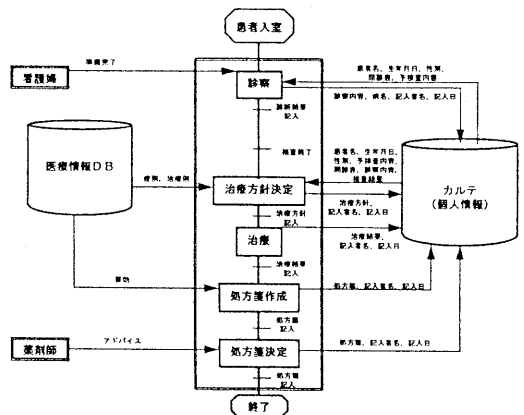 患者入室
準備完了
看護婦
患者名、生年月日、性別、
問診表、予検査内容
診察
診察内容、病名、記入者名、記入日
診断結果
記入
検査終了
患者名、生年月日、
性別、予検査内容、
問診表、診察内容、
検査結果
医療情報DB
カルテ
(個人情報)
症例、治療例
治療方針決定
治療方針
記入
治療方針、
記入者名、記入日
治療
治療結果、
記入者名、記入日
治療結果
記入
薬効
処方箋作成
処方箋、記入者名、記入日
処方箋
記入
アドバイス
薬剤師
処方箋決定
処方箋、記入者名、記入日
処方箋
記入
終了